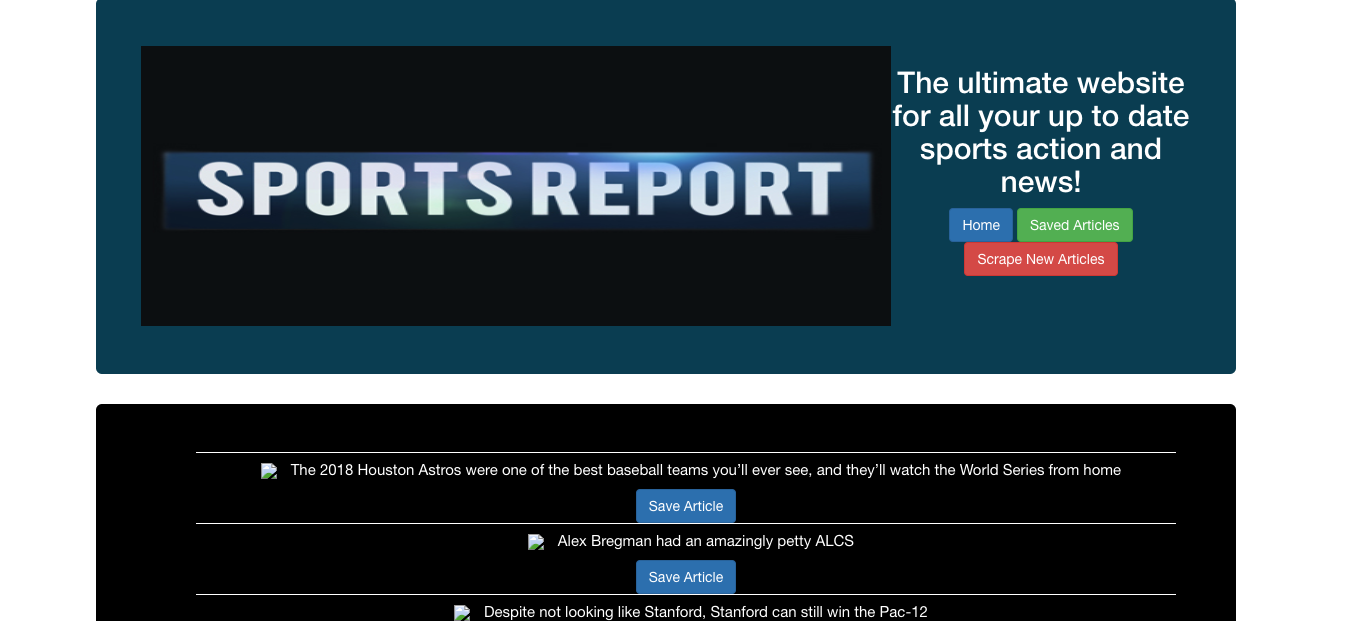 SPORTS REPORT
The ultimate website
for all your up to date
sports action and
news!
Home Saved Articles
Scrape New Articles
The 2018 Houston Astros were one of the best baseball teams you’ll ever see, and they’ll watch the World Series from home
Save Article
Alex Bregman had an amazingly petty ALCS
Save Article
Despite not looking like Stanford, Stanford can still win the Pac-12